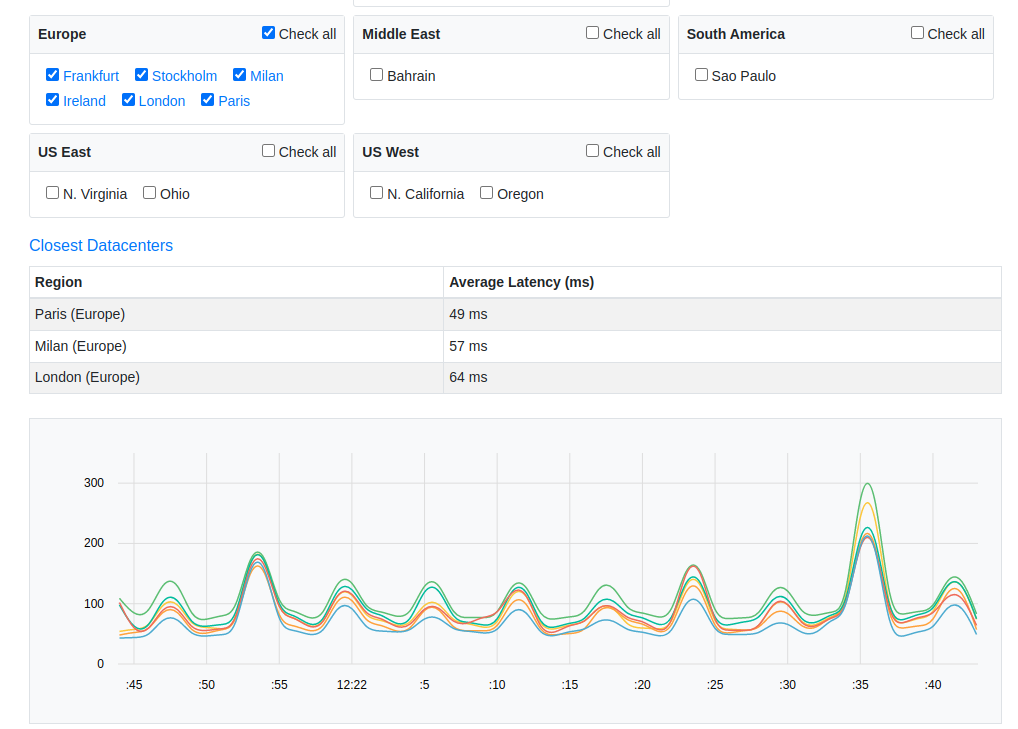 Europe Check all
Frankfurt Stockholm Milan
Ireland London Paris
Middle East Check all
Bahrain
South America Check all
Sao Paulo
US East Check all
N. Virginia Ohio
US West Check all
N. California Oregon
Closest Datacenters
Region Average Latency (ms)
Paris (Europe) 49 ms
Milan (Europe) 57 ms
London (Europe) 64 ms
300
200
100
0
:45 :50 :55 12:22 :5 :10 :15 :20 :25 :30 :35 :40